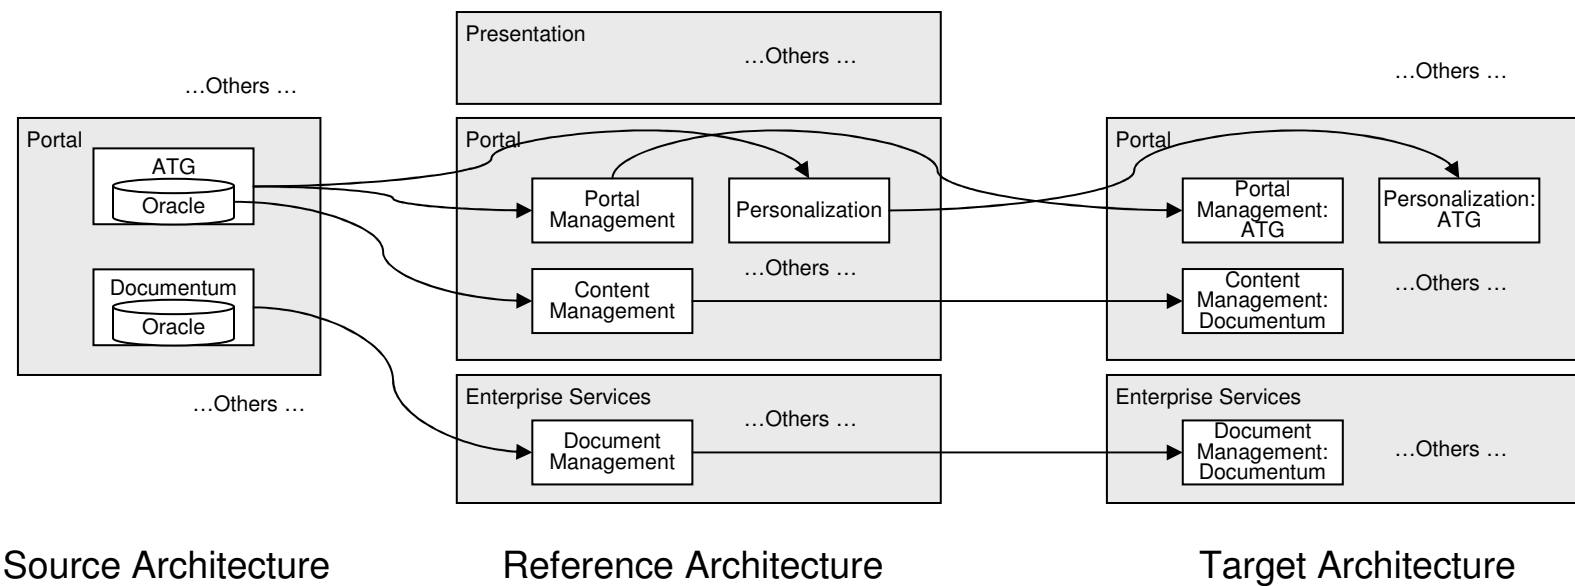 …Others …
Portal
ATG
Oracle
Documentum
Oracle
…Others …
Source Architecture
Presentation
…Others …
Portal
Portal
Management
Personalization
…Others …
Content
Management
Enterprise Services
…Others …
Document
Management
Reference Architecture
…Others …
Portal
Portal
Management:
ATG
Personalization:
ATG
Content
Management:
Documentum
…Others …
Enterprise Services
Document
Management:
Documentum
…Others …
Target Architecture